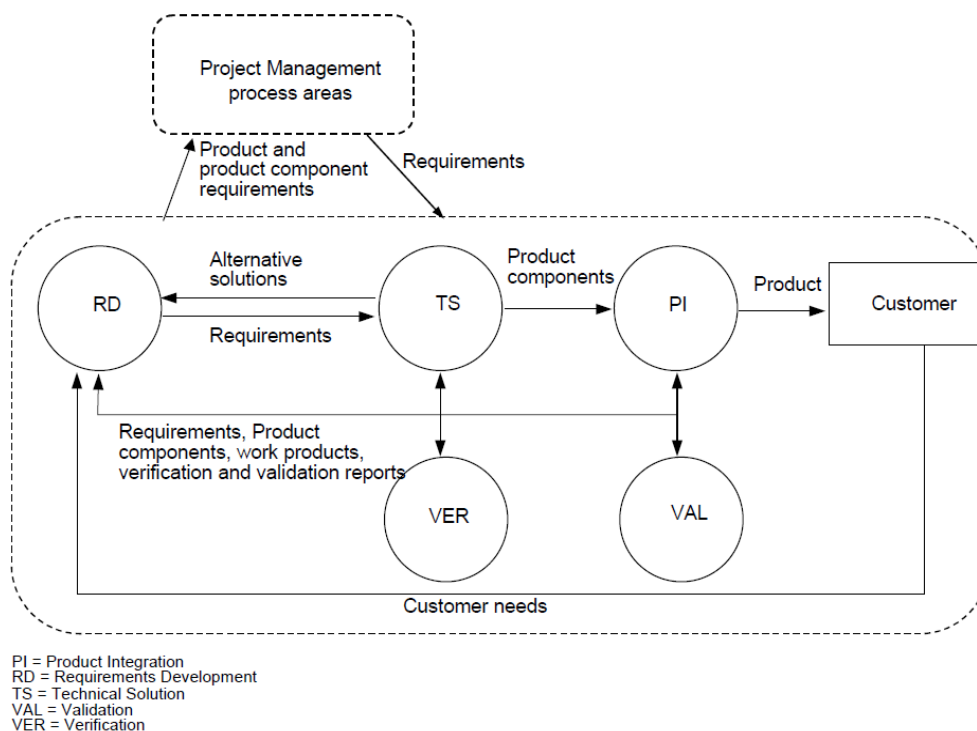 Project Management
process areas
Product and
product component
requirements
Requirements
Alternative
solutions
Product
components
Product
RD
TS
PI
Customer
Requirements
Requirements, Product
components, work products,
verification and validation reports
VER
VAL
Customer needs
PI = Product Integration
RD = Requirements Development
TS = Technical Solution
VAL = Validation
VER = Verification